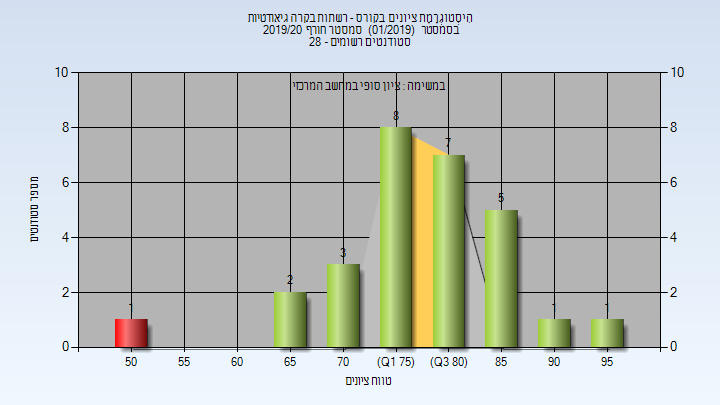 היסטוגרמת ציונים בקורס - רשתות בקרה גיאודטיות
בסמסטר (01/2019) סמסטר חורף 2019/20
סטודנטים רשומים - 28
במשימה : ציון סופי במחשב המרכזי
10 10
8 8
6 6
4 4
2 2
0 0
1 2 3 8 7 5 1 1
מספר סטודנטים
50 55 60 65 70 (Q1 75) (Q3 80) 85 90 95
טווח ציונים